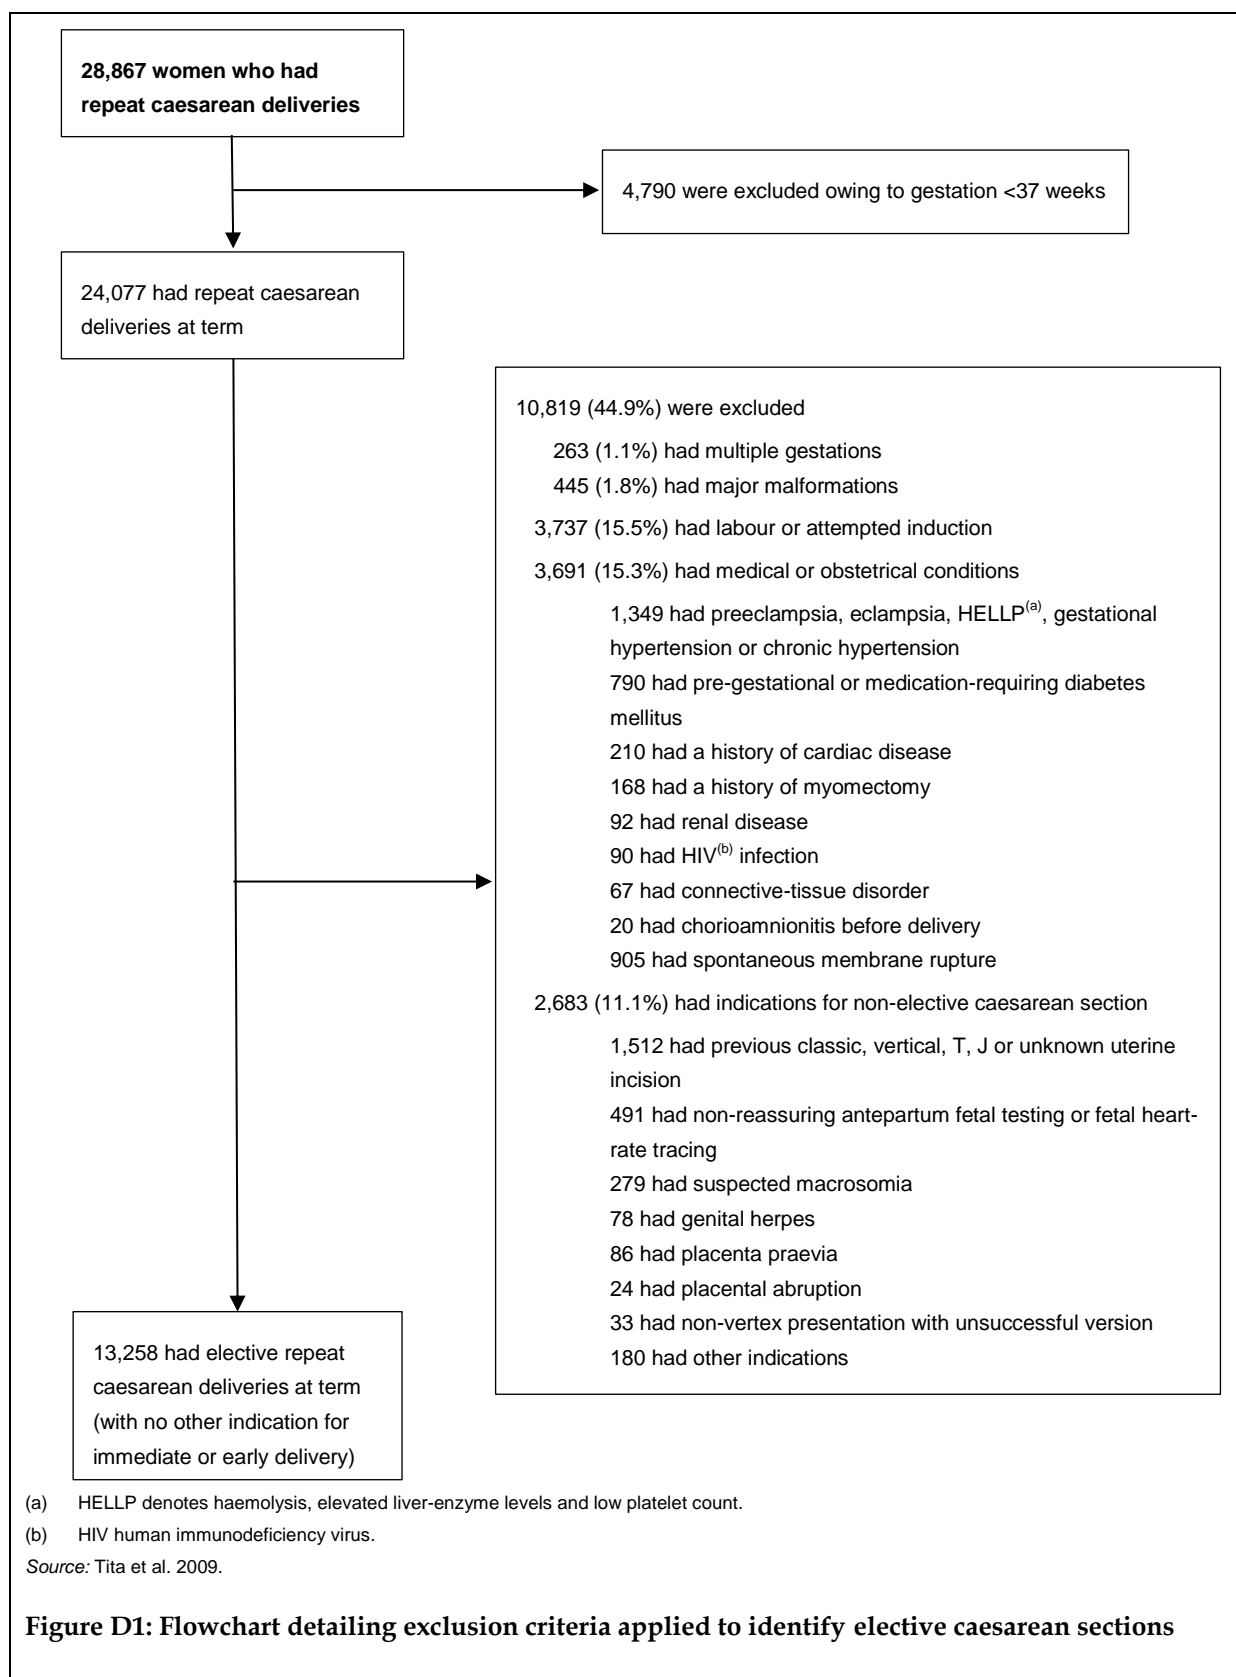 28,867 women who had
repeat caesarean deliveries
4,790 were excluded owing to gestation <37 weeks
24,077 had repeat caesarean
deliveries at term
10,819 (44.9%) were excluded
263 (1.1%) had multiple gestations
445 (1.8%) had major malformations
3,737 (15.5%) had labour or attempted induction
3,691 (15.3%) had medical or obstetrical conditions
1,349 had preeclampsia, eclampsia, HELLP(a), gestational
hypertension or chronic hypertension
790 had pre-gestational or medication-requiring diabetes
mellitus
210 had a history of cardiac disease
168 had a history of myomectomy
92 had renal disease
90 had HIV(b) infection
67 had connective-tissue disorder
20 had chorioamnionitis before delivery
905 had spontaneous membrane rupture
2,683 (11.1%) had indications for non-elective caesarean section
1,512 had previous classic, vertical, T, J or unknown uterine
incision
491 had non-reassuring antepartum fetal testing or fetal heart-
rate tracing
279 had suspected macrosomia
78 had genital herpes
86 had placenta praevia
24 had placental abruption
33 had non-vertex presentation with unsuccessful version
180 had other indications
13,258 had elective repeat
caesarean deliveries at term
(with no other indication for
immediate or early delivery)
(a) HELLP denotes haemolysis, elevated liver-enzyme levels and low platelet count.
(b) HIV human immunodeficiency virus.
Source: Tita et al. 2009.
Figure D1: Flowchart detailing exclusion criteria applied to identify elective caesarean sections